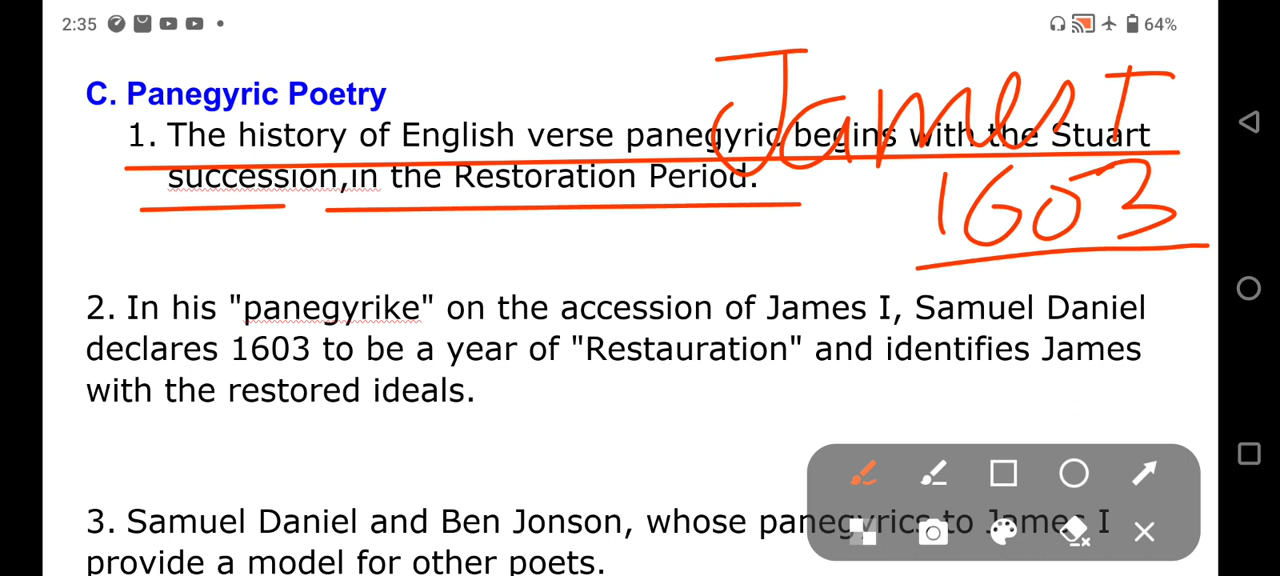 2:35
64%
C. Panegyric Poetry
James I
1. The history of English verse panegyric begins with the Stuart
succession,in the Restoration Period.
1603
2. In his "panegyrike" on the accession of James I, Samuel Daniel
declares 1603 to be a year of "Restauration" and identifies James
with the restored ideals.
3. Samuel Daniel and Ben Jonson, whose panegyrics to James I
provide a model for other poets.